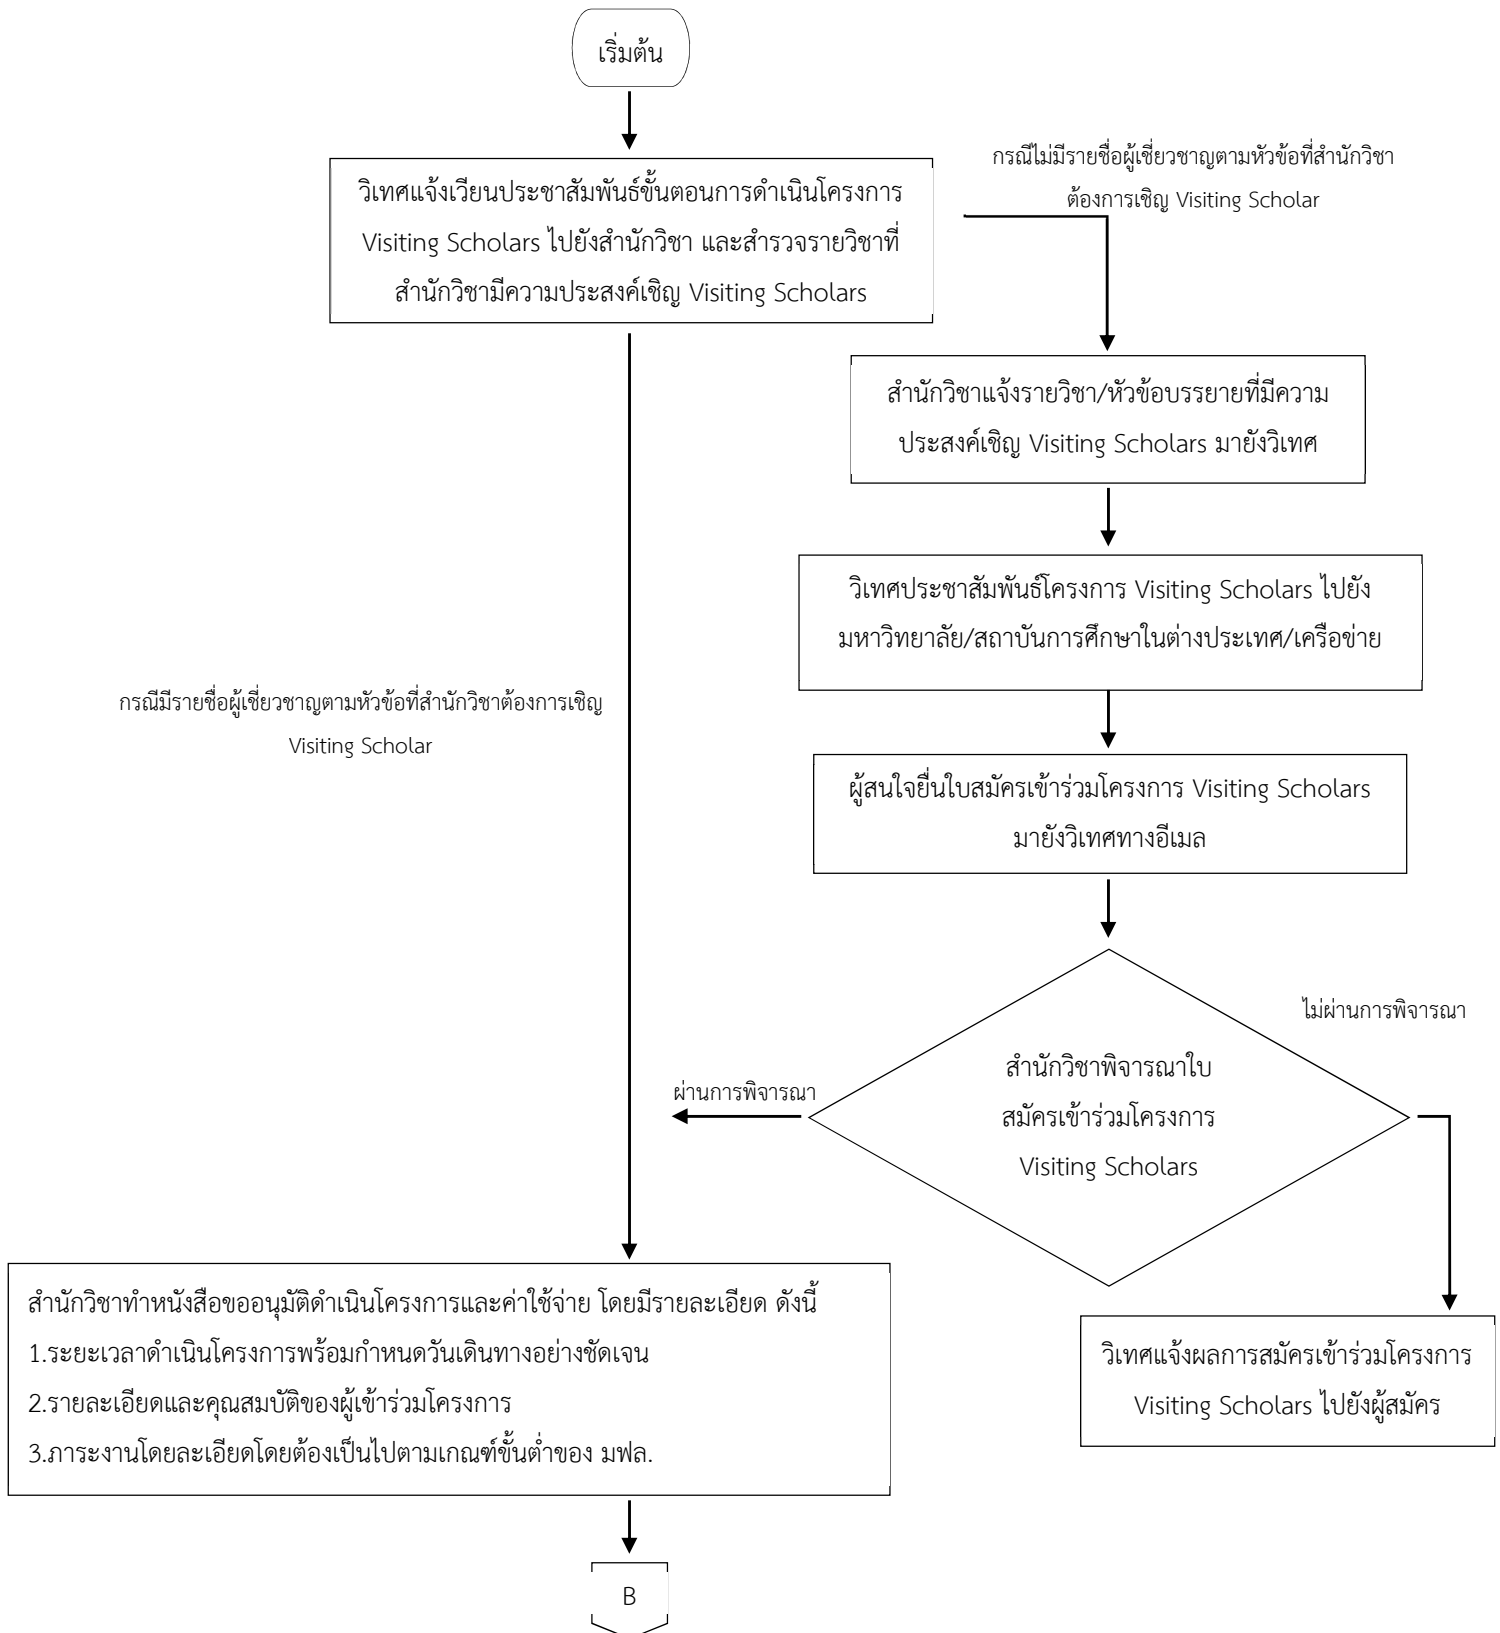 เริ่มต้น
วิเทศแจ้งเวียนประชาสัมพันธ์ขั้นตอนการดำเนินโครงการ
Visiting Scholars ไปยังสำนักวิชา และสำรวจรายวิชาที่
สำนักวิชามีความประสงค์เชิญ Visiting Scholars
กรณีไม่มีรายชื่อผู้เชี่ยวชาญตามหัวข้อที่สำนักวิชา
ต้องการเชิญ Visiting Scholar
สำนักวิชาแจ้งรายวิชา/หัวข้อบรรยายที่มีความ
ประสงค์เชิญ Visiting Scholars มายังวิเทศ
วิเทศประชาสัมพันธ์โครงการ Visiting Scholars ไปยัง
มหาวิทยาลัย/สถาบันการศึกษาในต่างประเทศ/เครือข่าย
กรณีมีรายชื่อผู้เชี่ยวชาญตามหัวข้อที่สำนักวิชาต้องการเชิญ
Visiting Scholar
ผู้สนใจยื่นใบสมัครเข้าร่วมโครงการ Visiting Scholars
มายังวิเทศทางอีเมล
ไม่ผ่านการพิจารณา
สำนักวิชาพิจารณาใบ
สมัครเข้าร่วมโครงการ
Visiting Scholars
ผ่านการพิจารณา
สำนักวิชาทำหนังสือขออนุมัติดำเนินโครงการและค่าใช้จ่าย โดยมีรายละเอียด ดังนี้
1.ระยะเวลาดำเนินโครงการพร้อมกำหนดวันเดินทางอย่างชัดเจน
2.รายละเอียดและคุณสมบัติของผู้เข้าร่วมโครงการ
3.ภาระงานโดยละเอียดโดยต้องเป็นไปตามเกณฑ์ขั้นต่ำของ มฟล.
วิเทศแจ้งผลการสมัครเข้าร่วมโครงการ
Visiting Scholars ไปยังผู้สมัคร
B